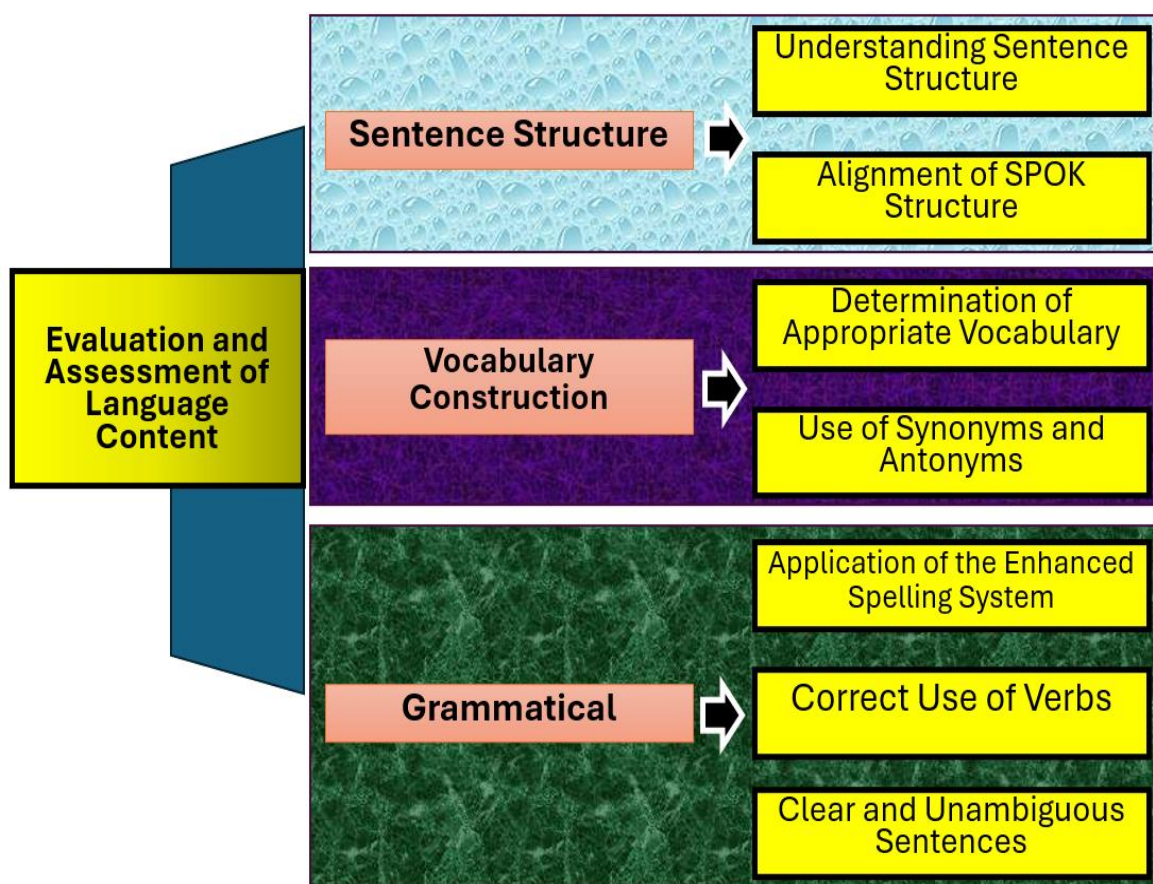 Evaluation and
Assessment of
Language
Content
Sentence Structure
Understanding Sentence
Structure
Alignment of SPOK
Structure
Vocabulary
Construction
Determination of
Appropriate Vocabulary
Use of Synonyms and
Antonyms
Grammatical
Application of the Enhanced
Spelling System
Correct Use of Verbs
Clear and Unambiguous
Sentences